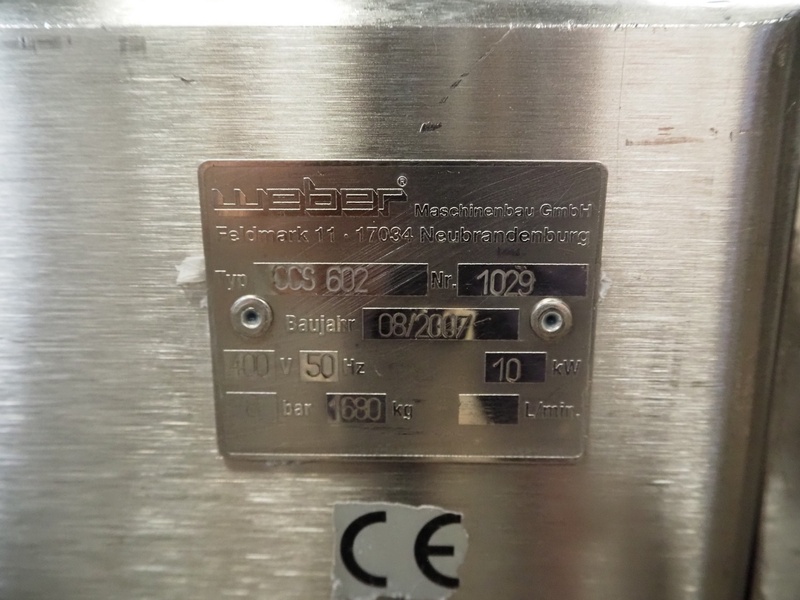 weber®
Maschinenbau GmbH
Feldmark 11 · 17034 Neubrandenburg
Typ CCS 602 Nr. 1029
Baujahr 08/2007
400 V 50 Hz 10 kW
bar 1680 kg L/min.
CE